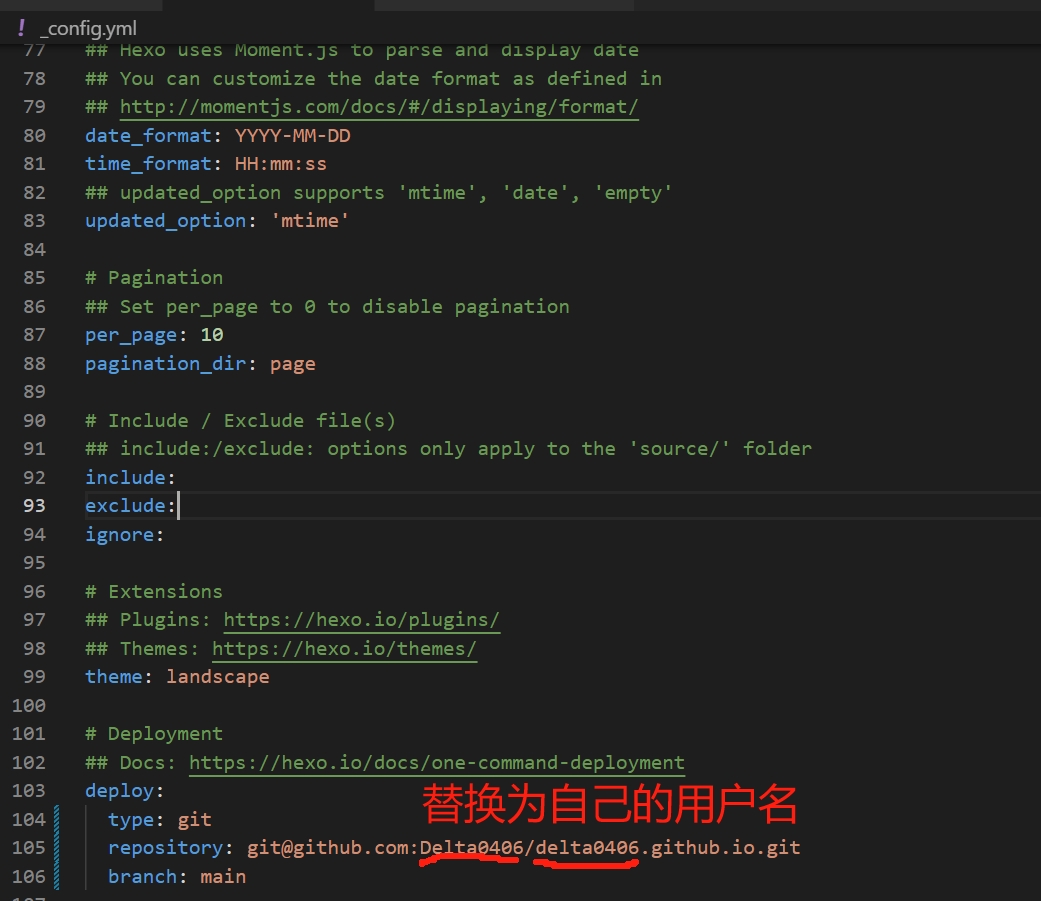 ! _config.yml
77 ## Hexo uses Moment.js to parse and display date
78 ## You can customize the date format as defined in
79 ## http://momentjs.com/docs/#/displaying/format/
80 date_format: YYYY-MM-DD
81 time_format: HH:mm:ss
82 ## updated_option supports 'mtime', 'date', 'empty'
83 updated_option: 'mtime'
84
85 # Pagination
86 ## Set per_page to 0 to disable pagination
87 per_page: 10
88 pagination_dir: page
89
90 # Include / Exclude file(s)
91 ## include:/exclude: options only apply to the 'source/' folder
92 include:
93 exclude:
94 ignore:
95
96 # Extensions
97 ## Plugins: https://hexo.io/plugins/
98 ## Themes: https://hexo.io/themes/
99 theme: landscape
100
101 # Deployment
102 ## Docs: https://hexo.io/docs/one-command-deployment
103 deploy:
替换为自己的用户名
104 type: git
105 repository: git@github.com:Delta0406/delta0406.github.io.git
106 branch: main